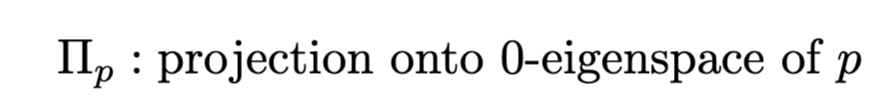 Π_p : projection onto 0-eigenspace of p